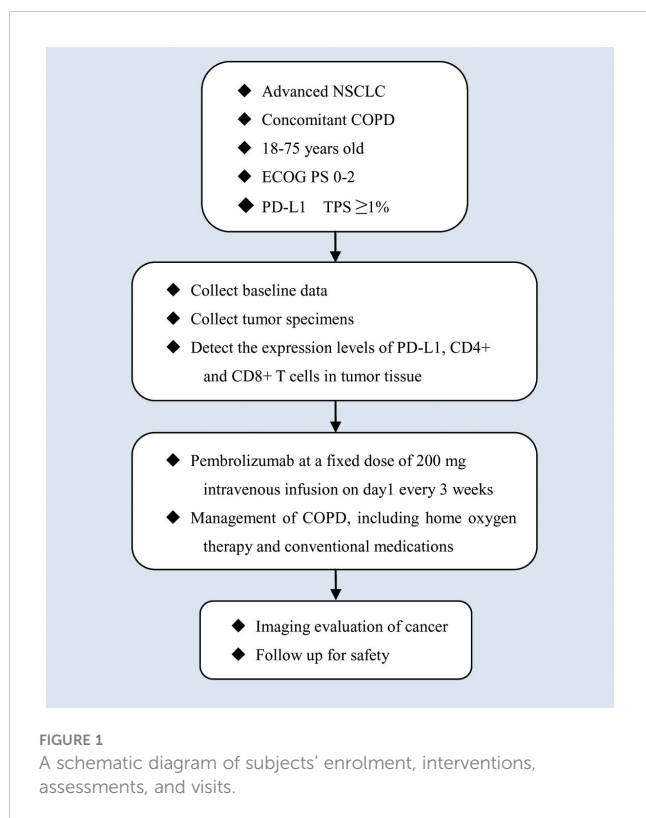 ◆ Advanced NSCLC
◆ Concomitant COPD
◆ 18-75 years old
◆ ECOG PS 0-2
◆ PD-L1 TPS ≥1%
◆ Collect baseline data
◆ Collect tumor specimens
◆ Detect the expression levels of PD-L1, CD4+
and CD8+ T cells in tumor tissue
◆ Pembrolizumab at a fixed dose of 200 mg
intravenous infusion on day1 every 3 weeks
◆ Management of COPD, including home oxygen
therapy and conventional medications
◆ Imaging evaluation of cancer
◆ Follow up for safety
FIGURE 1
A schematic diagram of subjects’ enrolment, interventions,
assessments, and visits.